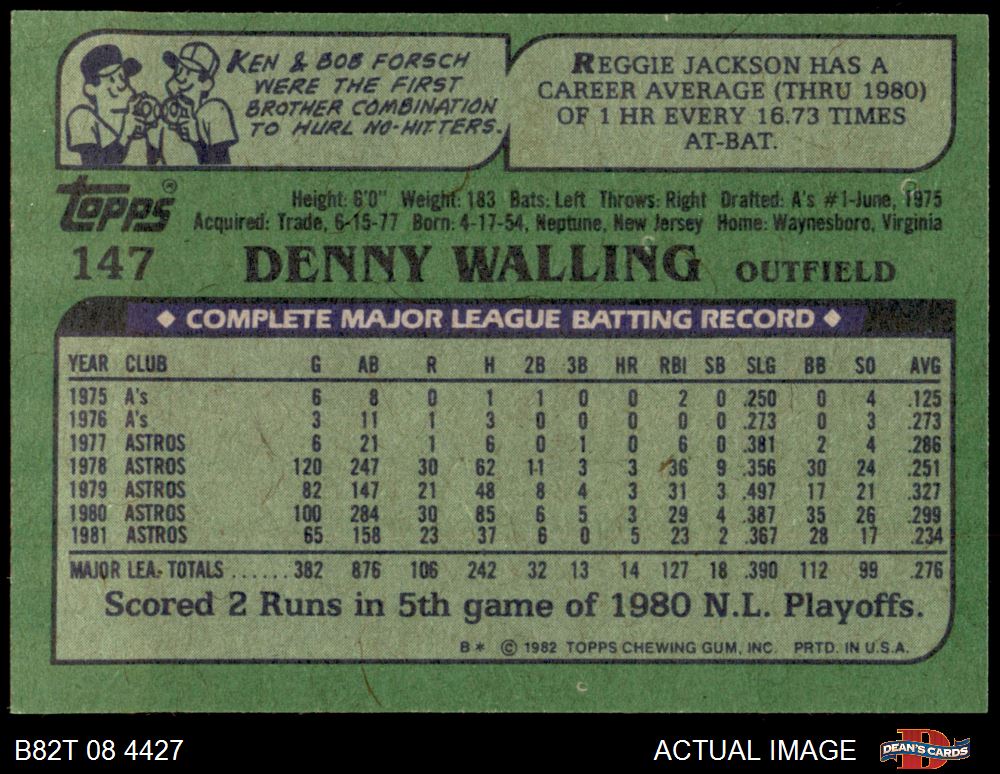 KEN & BOB FORSCH
WERE THE FIRST
BROTHER COMBINATION
TO HURL NO-HITTERS.
REGGIE JACKSON HAS A
CAREER AVERAGE (THRU 1980)
OF 1 HR EVERY 16.73 TIMES
AT-BAT.
topps®
Height: 6'0" Weight: 183 Bats: Left Throws: Right Drafted: A's #1-June, 1975
Acquired: Trade, 6-15-77 Born: 4-17-54, Neptune, New Jersey Home: Waynesboro, Virginia
147 DENNY WALLING OUTFIELD
◆ COMPLETE MAJOR LEAGUE BATTING RECORD ◆
YEAR CLUB G AB R H 2B 3B HR RBI SB SLG BB SO AVG
1975 A's 6 8 0 1 1 0 0 2 0 .250 0 4 .125
1976 A's 3 11 1 3 0 0 0 0 0 .273 0 3 .273
1977 ASTROS 6 21 1 6 0 1 0 6 0 .381 2 4 .286
1978 ASTROS 120 247 30 62 11 3 3 36 9 .356 30 24 .251
1979 ASTROS 82 147 21 48 8 4 3 31 3 .497 17 21 .327
1980 ASTROS 100 284 30 85 6 5 3 29 4 .387 35 26 .299
1981 ASTROS 65 158 23 37 6 0 5 23 2 .367 28 17 .234
MAJOR LEA. TOTALS ......382 876 106 242 32 13 14 127 18 .390 112 99 .276
Scored 2 Runs in 5th game of 1980 N.L. Playoffs.
B* © 1982 TOPPS CHEWING GUM, INC. PRTD. IN U.S.A.
B82T 08 4427 ACTUAL IMAGE DEAN'S CARDS